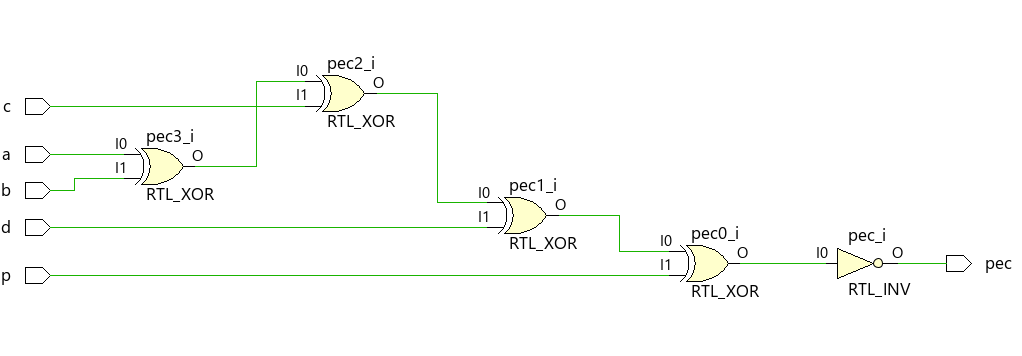 pec2_i
I0
O
c
I1
RTL_XOR
pec3_i
a
I0
O
I1
b
RTL_XOR
pec1_i
I0
O
d
I1
RTL_XOR
pec0_i
I0
O
p
I1
RTL_XOR
pec_i
I0
O
pec
RTL_INV